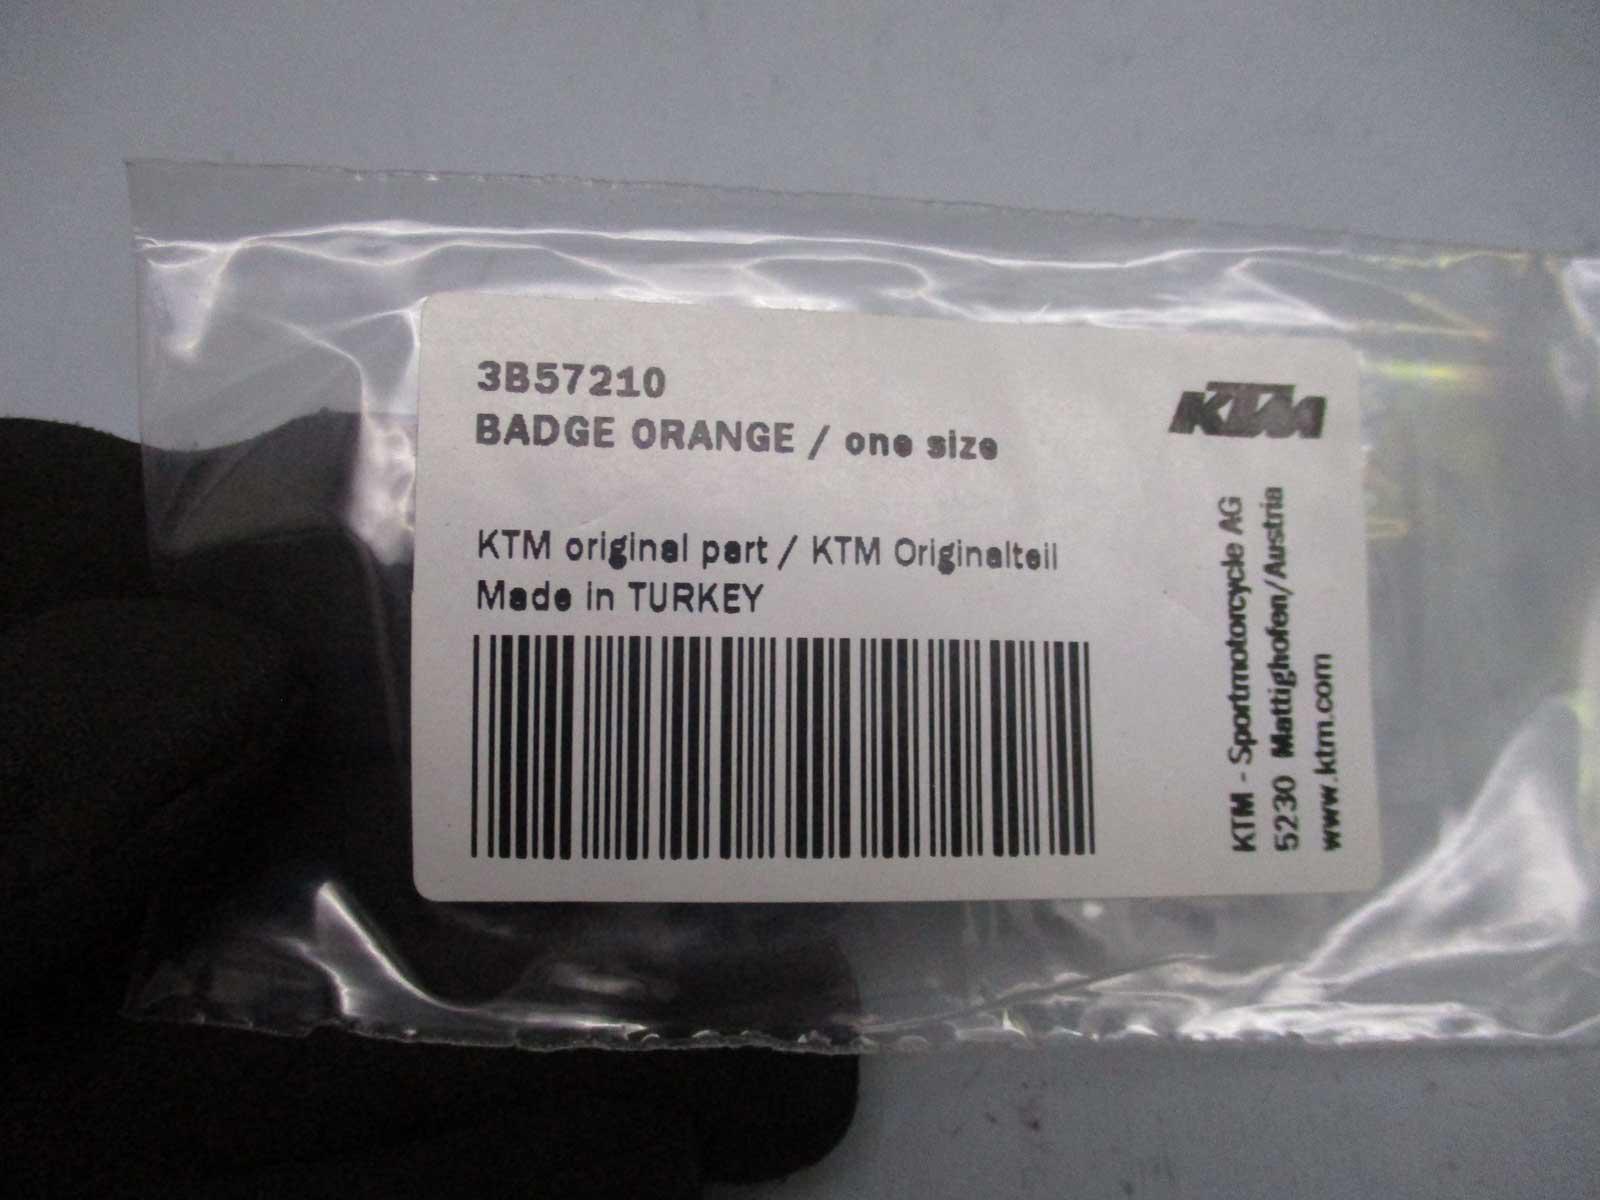 3B57210
BADGE ORANGE / one size
KTM original part / KTM Originalteil
Made in TURKEY
KTM
KTM - Sportmotorcycle AG
5230 Mattighofen/Austria
www.ktm.com